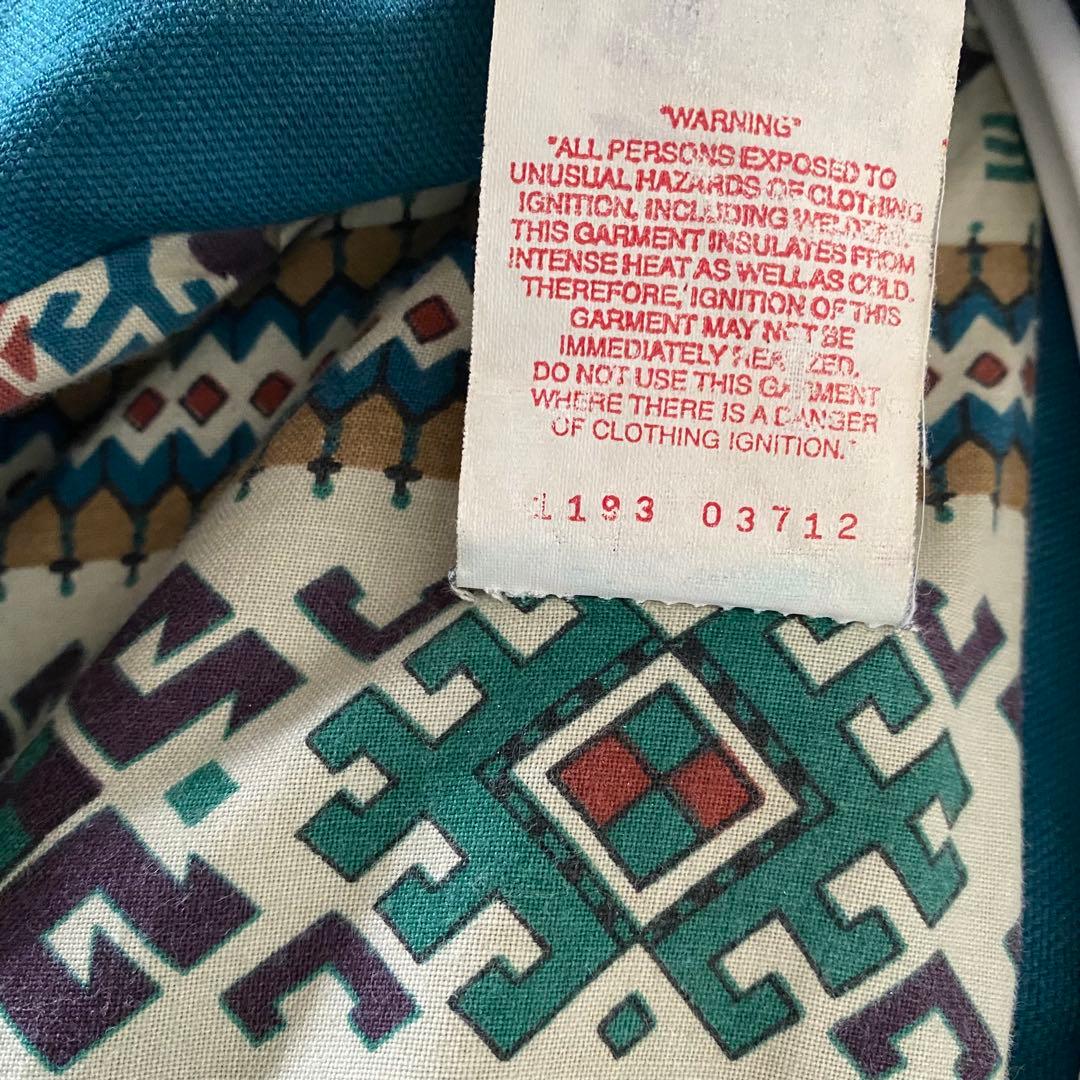 "WARNING"
"ALL PERSONS EXPOSED TO
UNUSUAL HAZARDS OF CLOTHING
IGNITION, INCLUDING WELDERS.
THIS GARMENT INSULATES FROM
INTENSE HEAT AS WELL AS COLD.
THEREFORE, IGNITION OF THIS
GARMENT MAY NOT BE
IMMEDIATELY REALIZED.
DO NOT USE THIS GARMENT
WHERE THERE IS A DANGER
OF CLOTHING IGNITION."
1193 03712